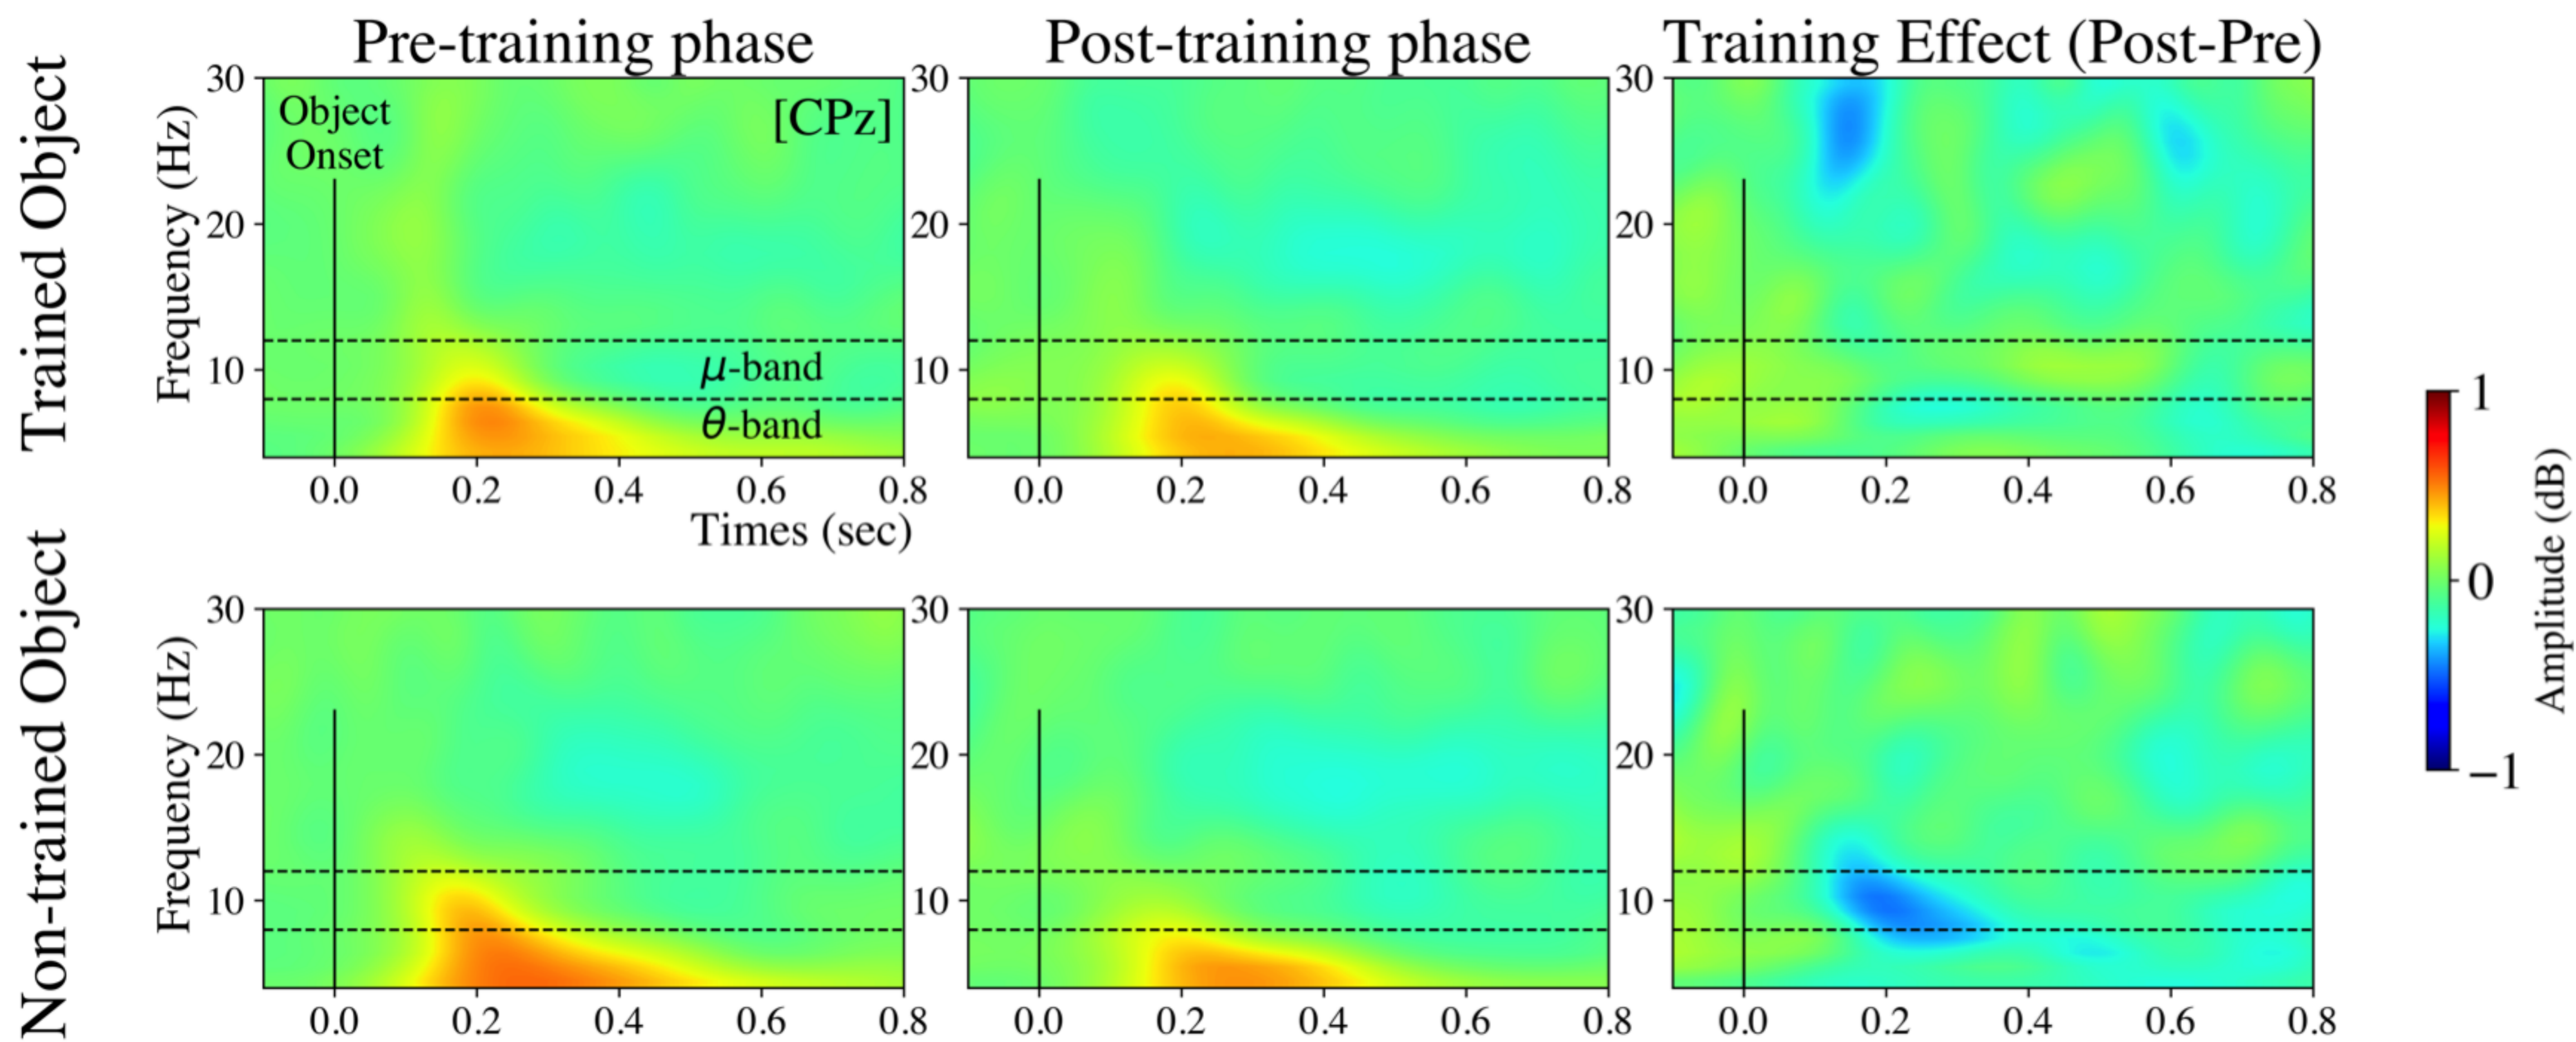 Pre-training phase
Post-training phase
Training Effect (Post-Pre)
Trained Object
Frequency (Hz)
30
20
10
Object
Onset
[CPz]
μ-band
θ-band
0.0 0.2 0.4 0.6 0.8
Times (sec)
30
20
10
0.0 0.2 0.4 0.6 0.8
30
20
10
0.0 0.2 0.4 0.6 0.8
Non-trained Object
Frequency (Hz)
30
20
10
0.0 0.2 0.4 0.6 0.8
30
20
10
0.0 0.2 0.4 0.6 0.8
30
20
10
0.0 0.2 0.4 0.6 0.8
1
0
−1
Amplitude (dB)